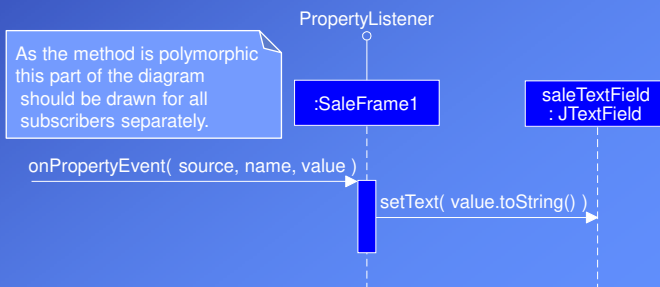 PropertyListener
As the method is polymorphic
this part of the diagram
should be drawn for all
subscribers separately.
:SaleFrame1
saleTextField
: JTextField
onPropertyEvent( source, name, value )
setText( value.toString() )